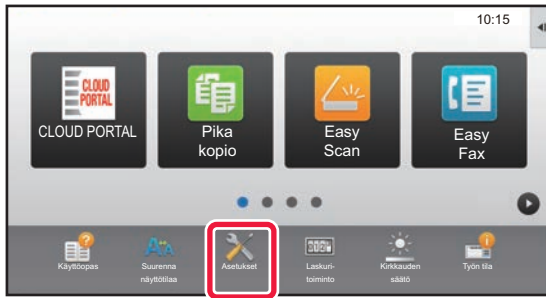 10:15
CLOUD
PORTAL
CLOUD PORTAL
Pika
kopio
Easy
Scan
Easy
Fax
Käyttöopas
Suurenna
näyttötilaa
Asetukset
Laskuri-
toiminto
Kirkkauden
säätö
Työn tila